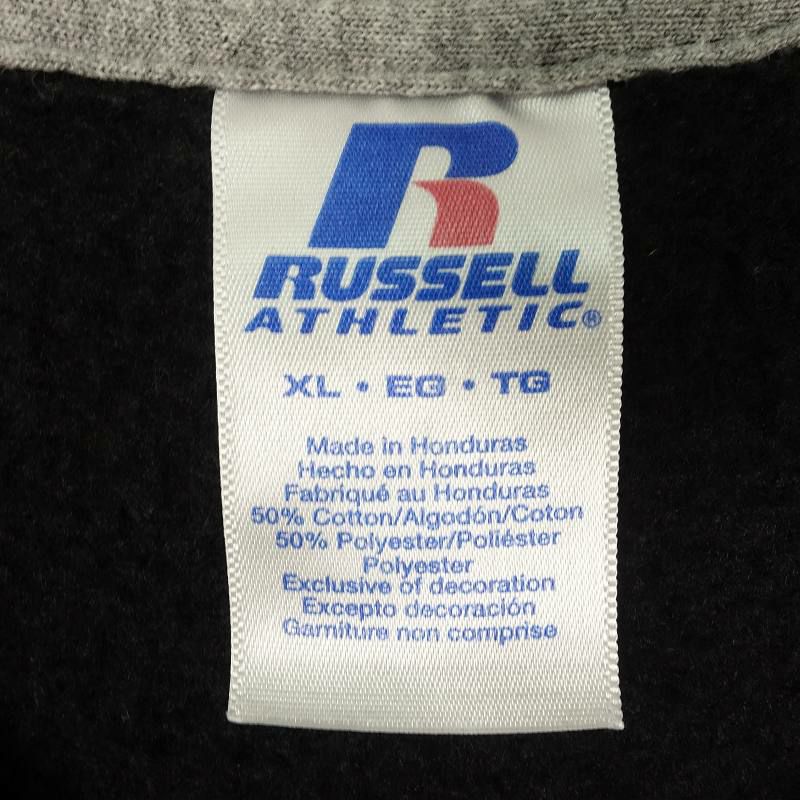 R
RUSSELL
ATHLETIC®
XL • EG • TG
Made in Honduras
Hecho en Honduras
Fabriqué au Honduras
50% Cotton/Algodón/Coton
50% Polyester/Poliéster
Polyester
Exclusive of decoration
Excepto decoración
Garniture non comprise